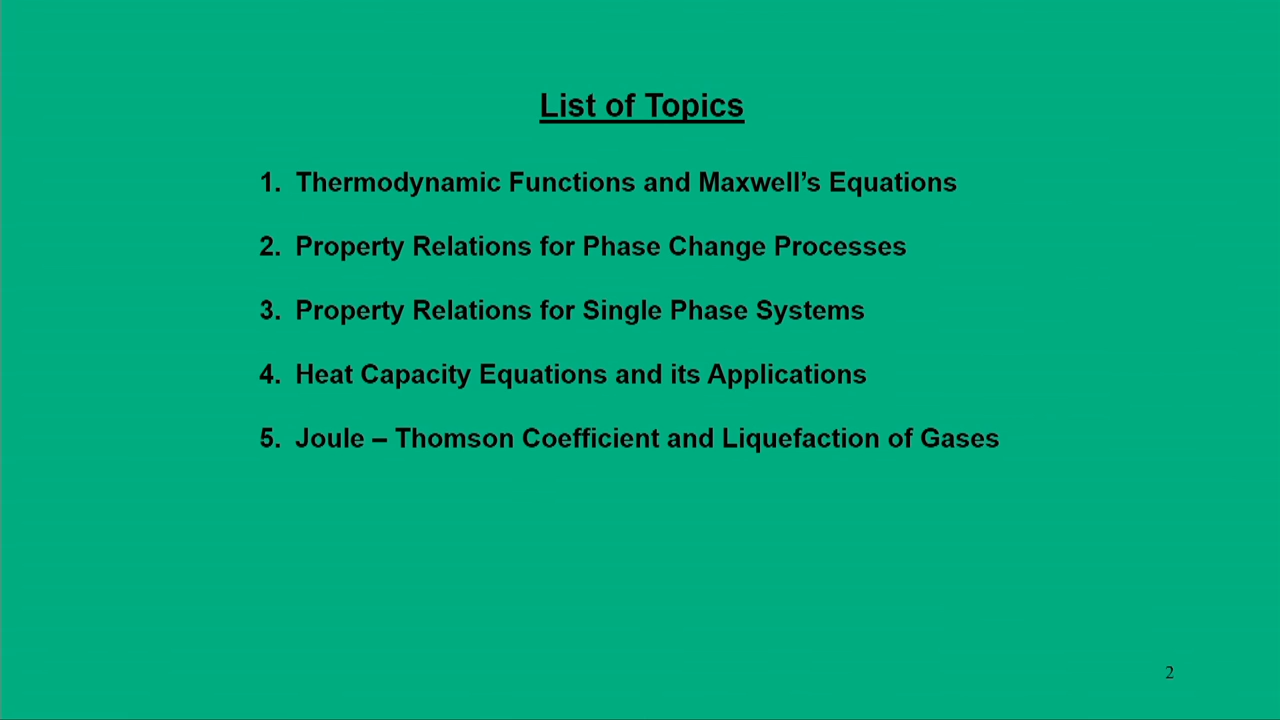 List of Topics
1. Thermodynamic Functions and Maxwell’s Equations
2. Property Relations for Phase Change Processes
3. Property Relations for Single Phase Systems
4. Heat Capacity Equations and its Applications
5. Joule – Thomson Coefficient and Liquefaction of Gases
2